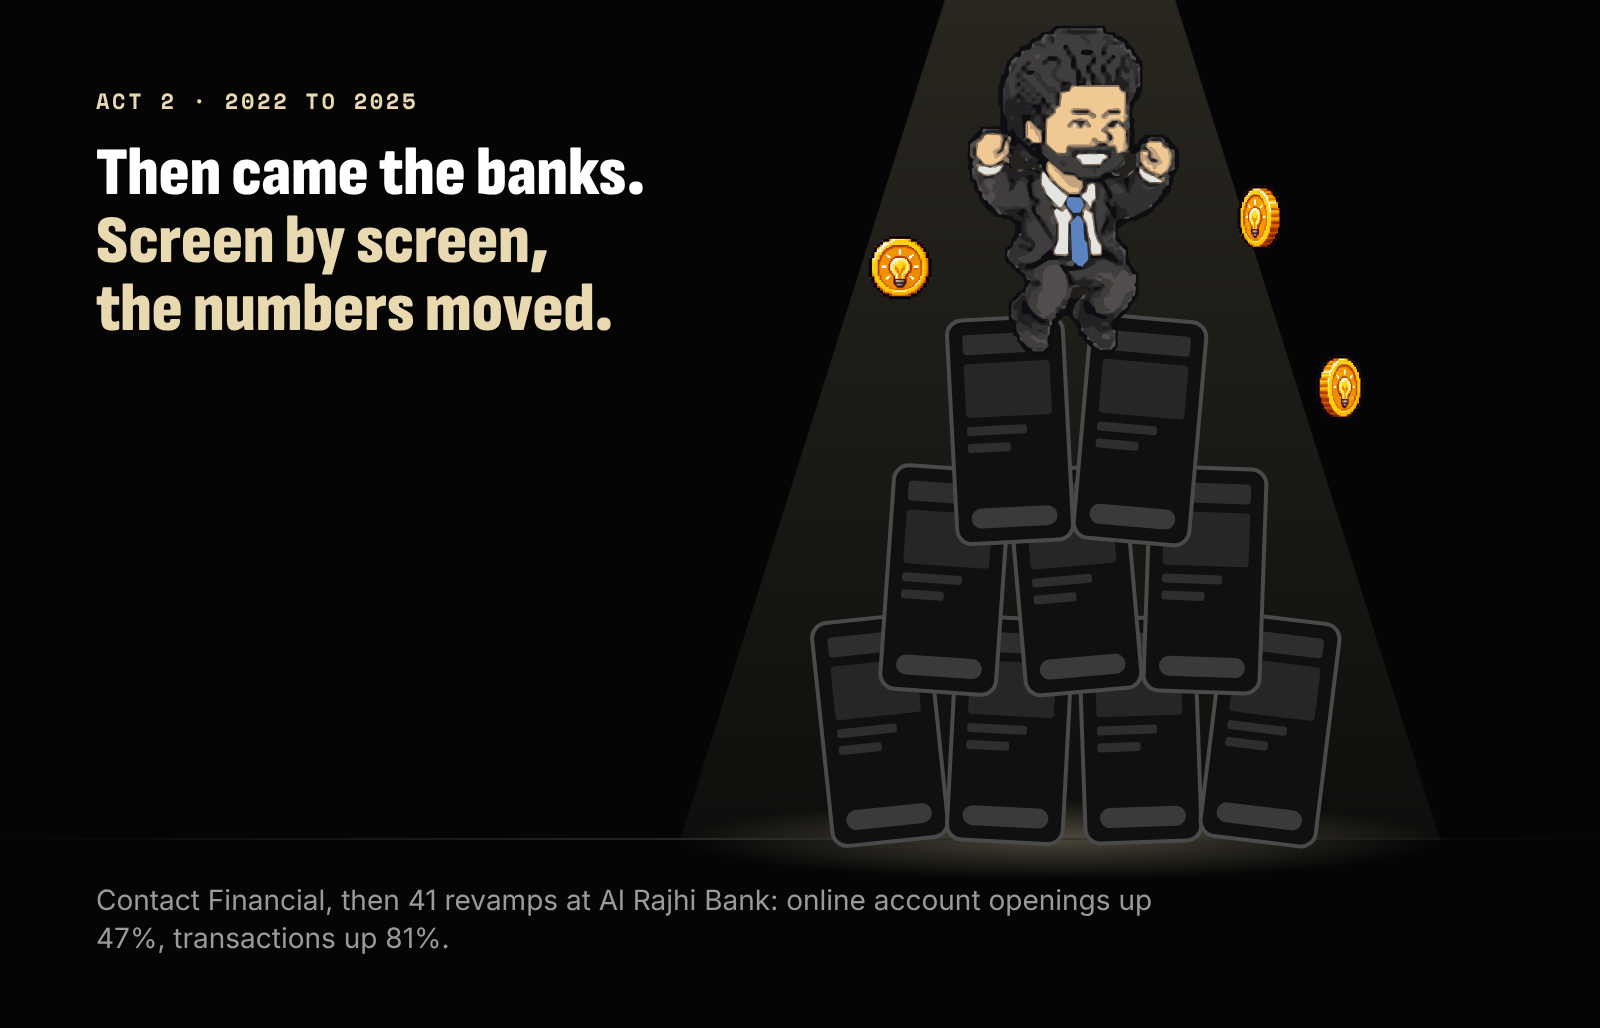 ACT 2 · 2022 TO 2025
Then came the banks.
Screen by screen,
the numbers moved.
Contact Financial, then 41 revamps at Al Rajhi Bank: online account openings up
47%, transactions up 81%.